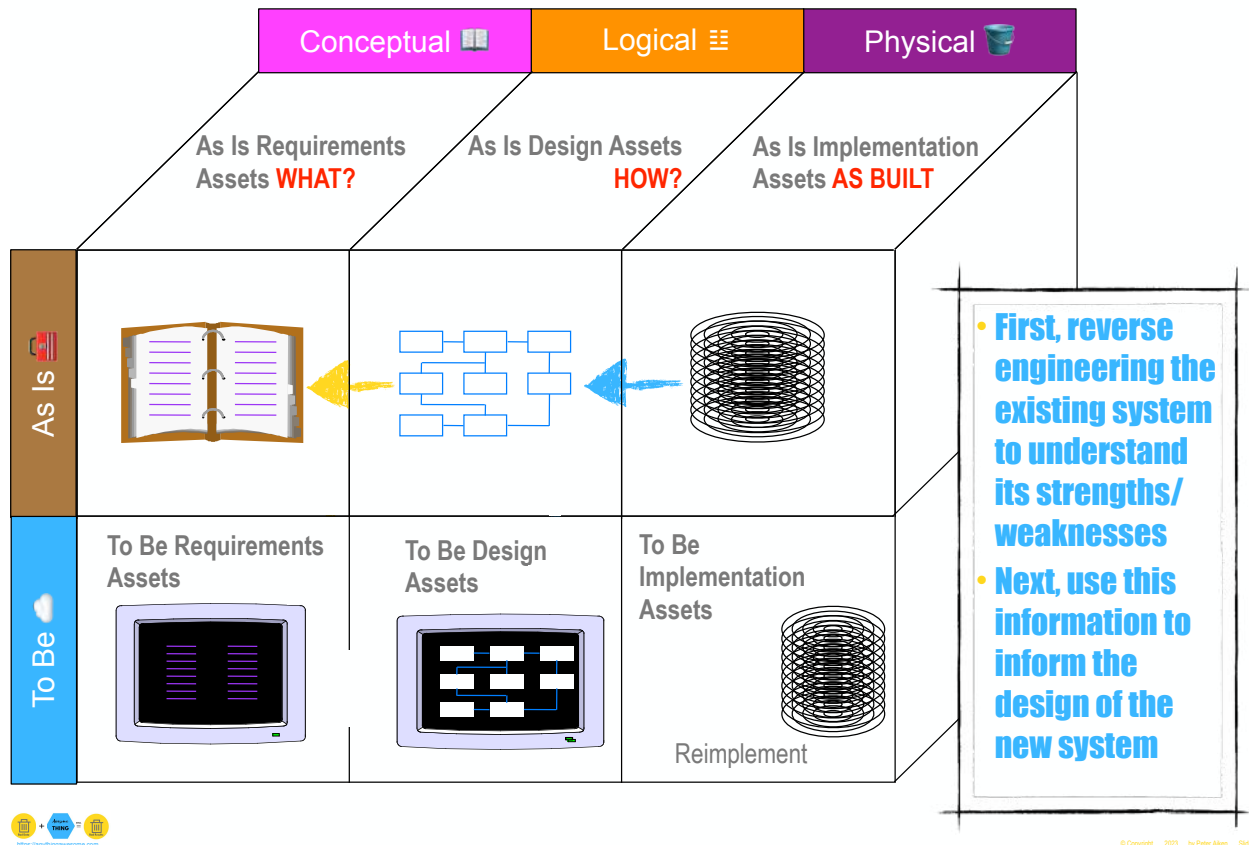 Conceptual
Logical
Physical
As Is Requirements
Assets WHAT?
As Is Design Assets
HOW?
As Is Implementation
Assets AS BUILT
As Is
• First, reverse
engineering the
existing system
to understand
its strengths/
weaknesses
• Next, use this
information to
inform the
design of the
new system
To Be
To Be Requirements
Assets
To Be Design
Assets
To Be
Implementation
Assets
Reimplement
+ THING =